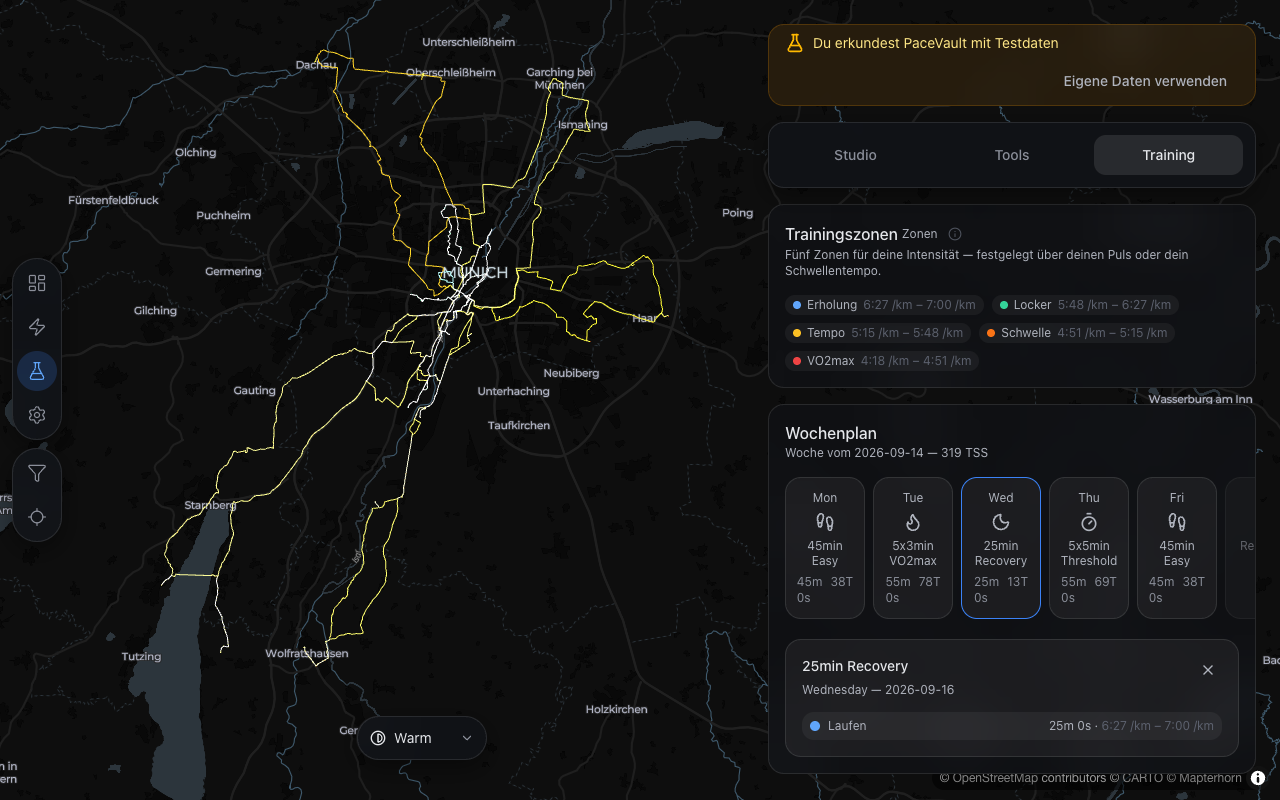 Unterschleißheim
Dachau
Oberschleißheim
Garching bei
München
Ismaning
Olching
Fürstenfeldbruck
Puchheim
Poing
Germering
MUNICH
Gilching
Haar
Neubiberg
Gauting
Unterhaching
Taufkirchen
Starnberg
Tutzing
Wolfratshausen
Holzkirchen
Wasserburg am Inn
Warm
Du erkundest PaceVault mit Testdaten
Eigene Daten verwenden
Studio
Tools
Training
Trainingszonen Zonen
Fünf Zonen für deine Intensität — festgelegt über deinen Puls oder dein
Schwellentempo.
Erholung 6:27 /km – 7:00 /km
Locker 5:48 /km – 6:27 /km
Tempo 5:15 /km – 5:48 /km
Schwelle 4:51 /km – 5:15 /km
VO2max 4:18 /km – 4:51 /km
Wochenplan
Woche vom 2026-09-14 — 319 TSS
Mon
45min
Easy
45m 38T
0s
Tue
5x3min
VO2max
55m 78T
0s
Wed
25min
Recovery
25m 13T
0s
Thu
5x5min
Threshold
55m 69T
0s
Fri
45min
Easy
45m 38T
0s
Re
25min Recovery
Wednesday — 2026-09-16
Laufen
25m 0s · 6:27 /km – 7:00 /km
© OpenStreetMap contributors © CARTO © Mapterhorn